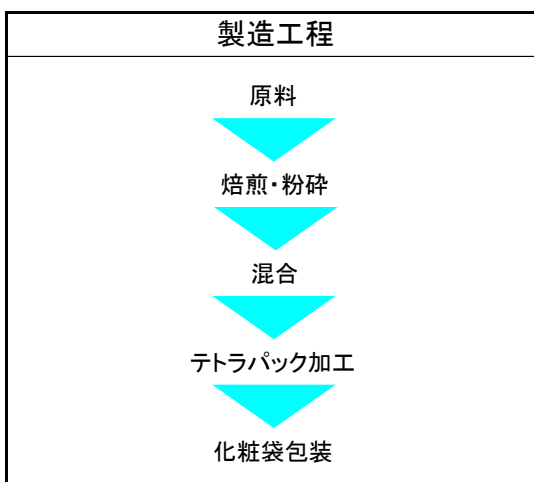 製造工程
原料
焙煎・粉砕
混合
テトラパック加工
化粧袋包装